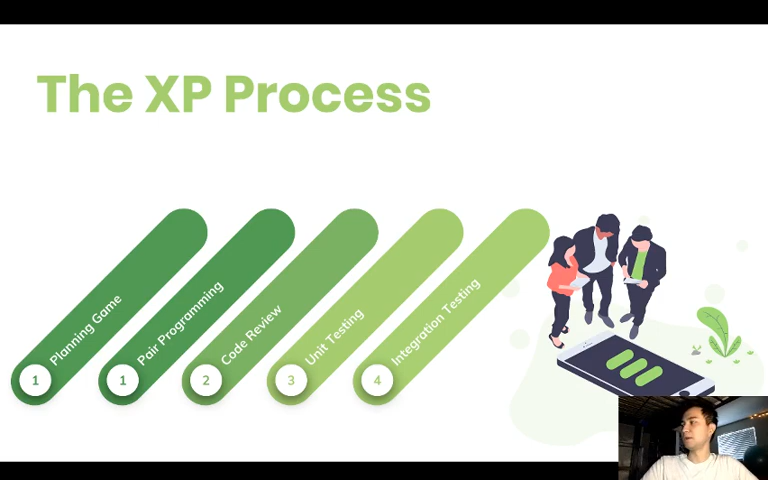 The XP Process
1 Planning Game
1 Pair Programming
2 Code Review
3 Unit Testing
4 Integration Testing